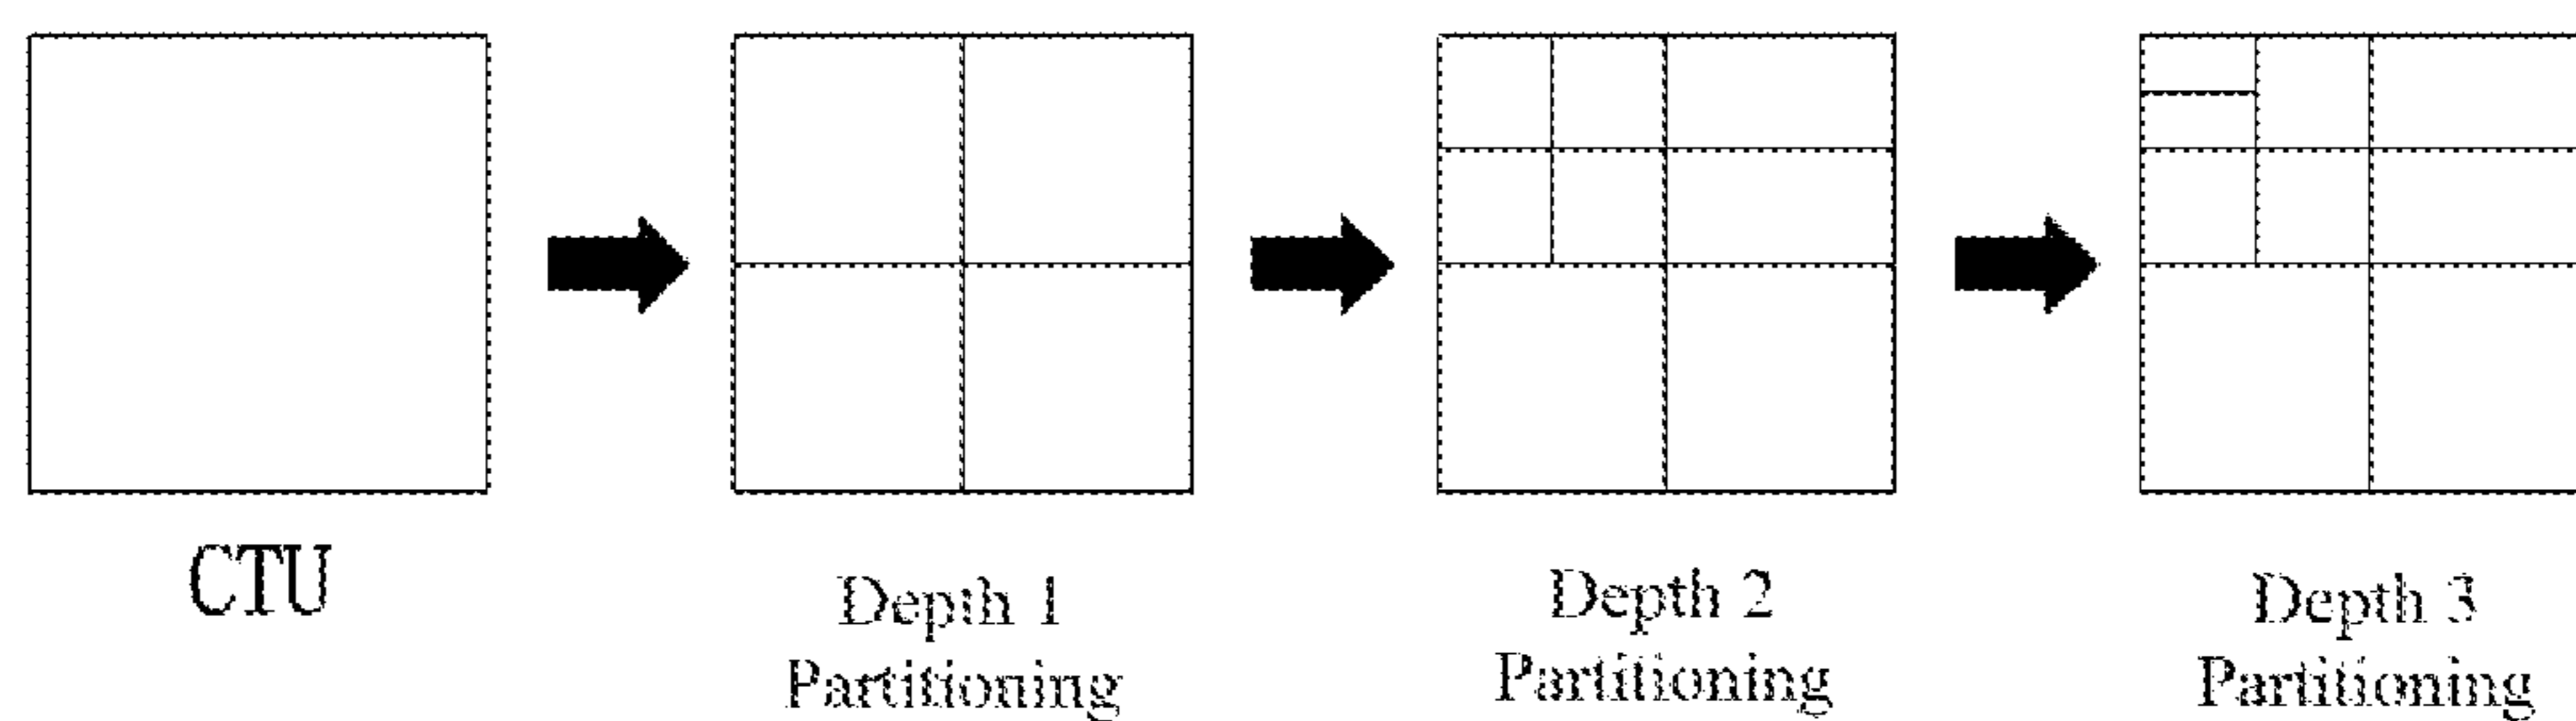 CTU
Depth 1
Partitioning
Depth 2
Partitioning
Depth 3
Partitioning